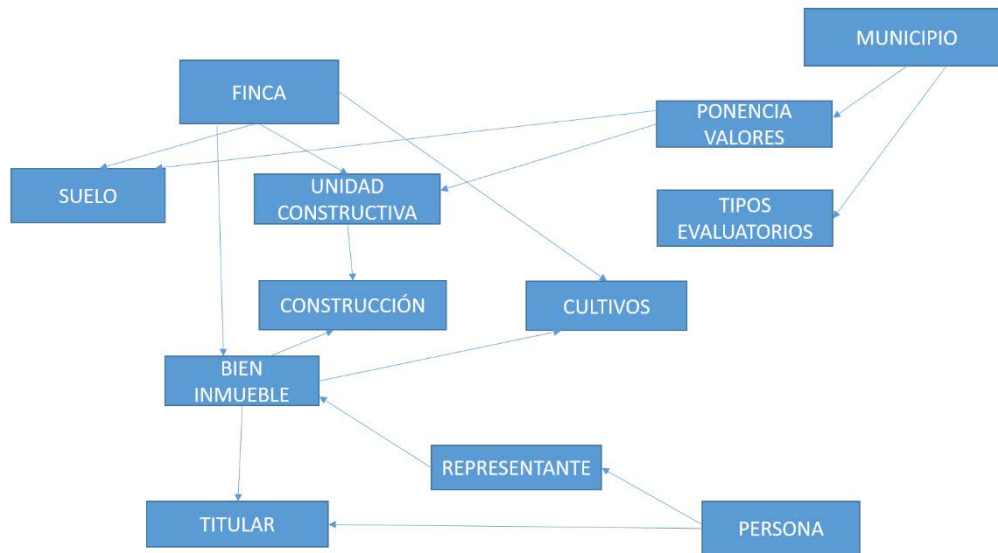 MUNICIPIO
FINCA
PONENCIA
VALORES
SUELO
UNIDAD
CONSTRUCTIVA
TIPOS
EVALUATORIOS
CONSTRUCCIÓN
CULTIVOS
BIEN
INMUEBLE
REPRESENTANTE
TITULAR
PERSONA